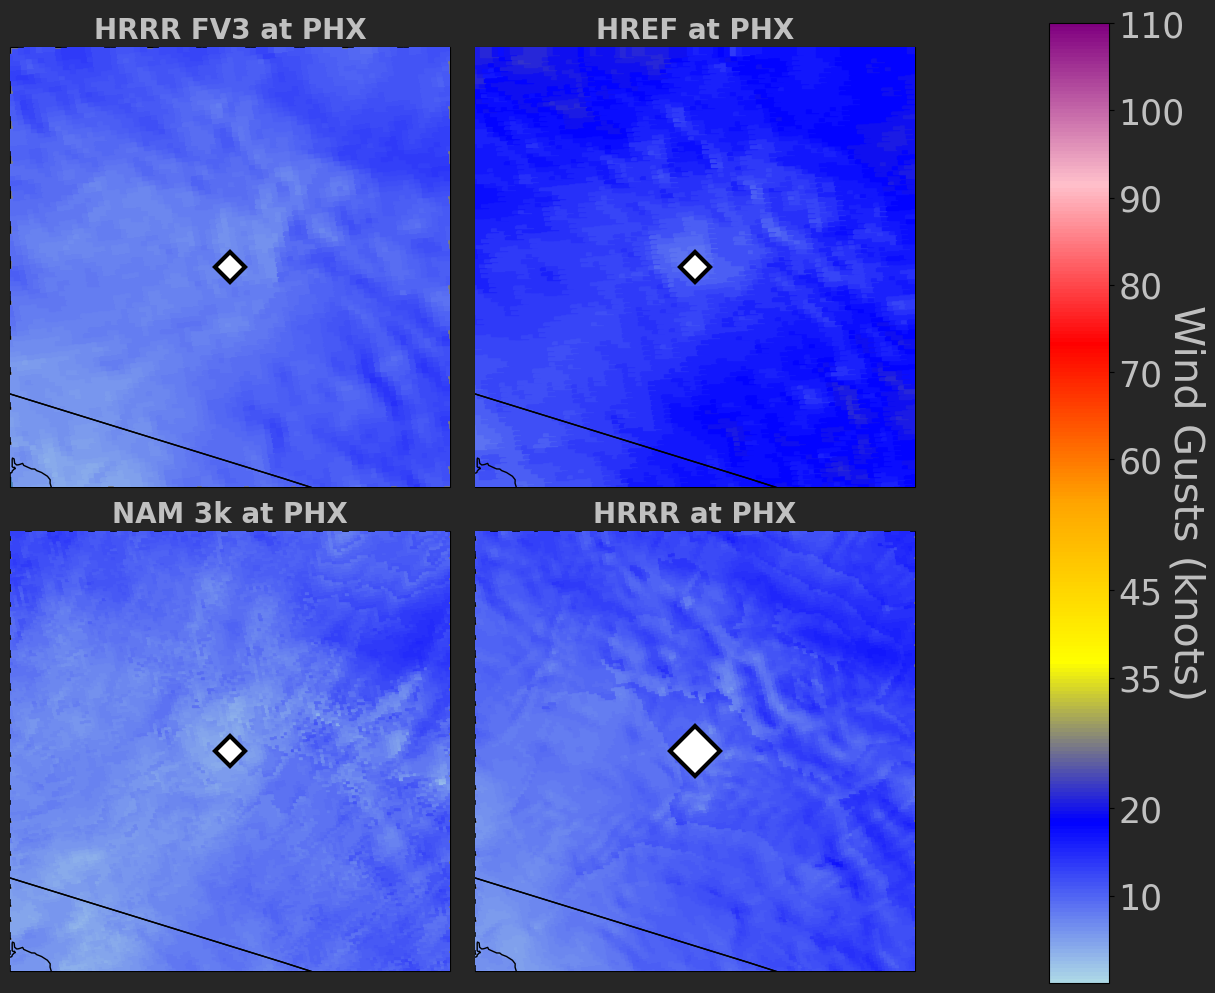 HRRR FV3 at PHX
HREF at PHX
NAM 3k at PHX
HRRR at PHX
110
100
90
80
70
60
45
35
20
10
Wind Gusts (knots)